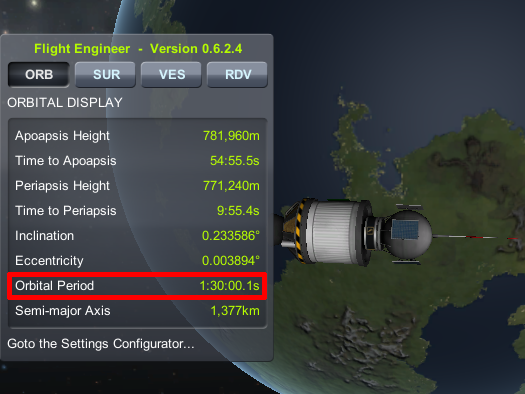 Flight Engineer - Version 0.6.2.4
ORB SUR VES RDV
ORBITAL DISPLAY
Apoapsis Height 781,960m
Time to Apoapsis 54:55.5s
Periapsis Height 771,240m
Time to Periapsis 9:55.4s
Inclination 0.233586°
Eccentricity 0.003894°
Orbital Period 1:30:00.1s
Semi-major Axis 1,377km
Goto the Settings Configurator...